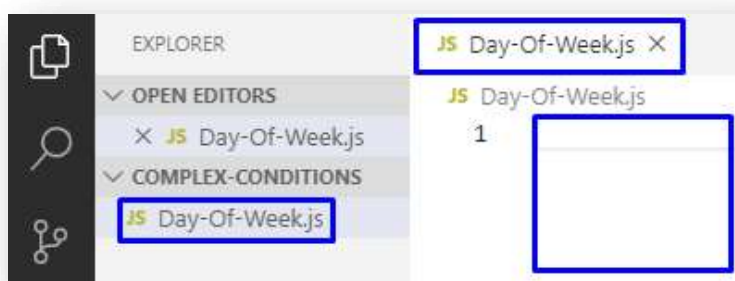 EXPLORER
OPEN EDITORS
JS Day-Of-Week.js
COMPLEX-CONDITIONS
JS Day-Of-Week.js
JS Day-Of-Week.js
JS Day-Of-Week.js
1